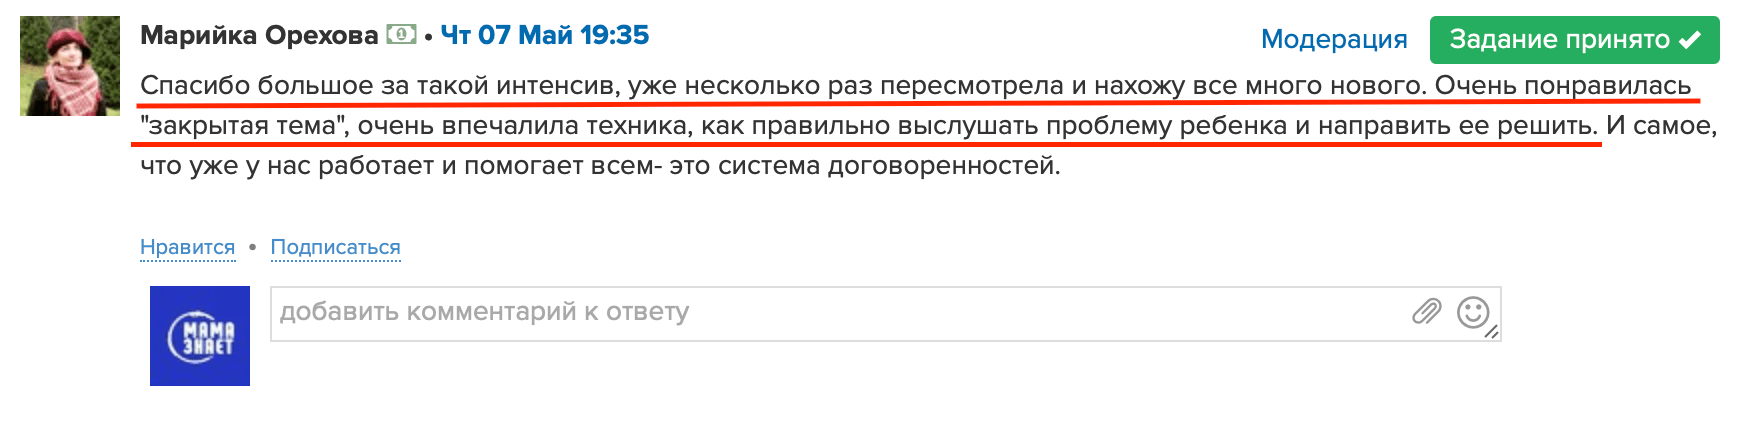 Марийка Орехова • Чт 07 Май 19:35
Модерация
Задание принято
Спасибо большое за такой интенсив, уже несколько раз пересмотрела и нахожу все много нового. Очень понравилась
"закрытая тема", очень впечалила техника, как правильно выслушать проблему ребенка и направить ее решить. И самое,
что уже у нас работает и помогает всем- это система договоренностей.
Нравится • Подписаться
МАМА
ЗНАЕТ
добавить комментарий к ответу